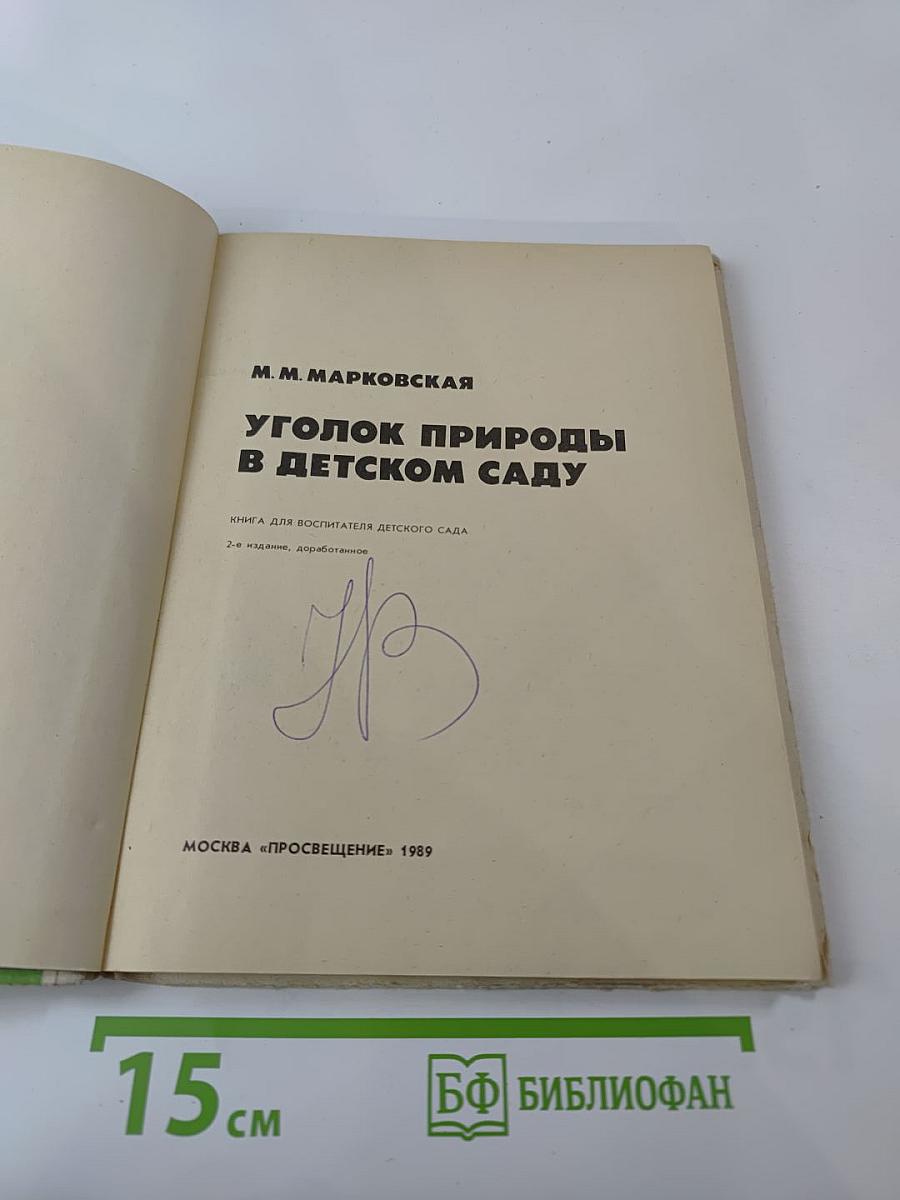 М. М. МАРКОВСКАЯ
УГОЛОК ПРИРОДЫ
В ДЕТСКОМ САДУ
КНИГА ДЛЯ ВОСПИТАТЕЛЯ ДЕТСКОГО САДА
2-е издание, доработанное
МОСКВА «ПРОСВЕЩЕНИЕ» 1989
15 см
БФ БИБЛИОФАН